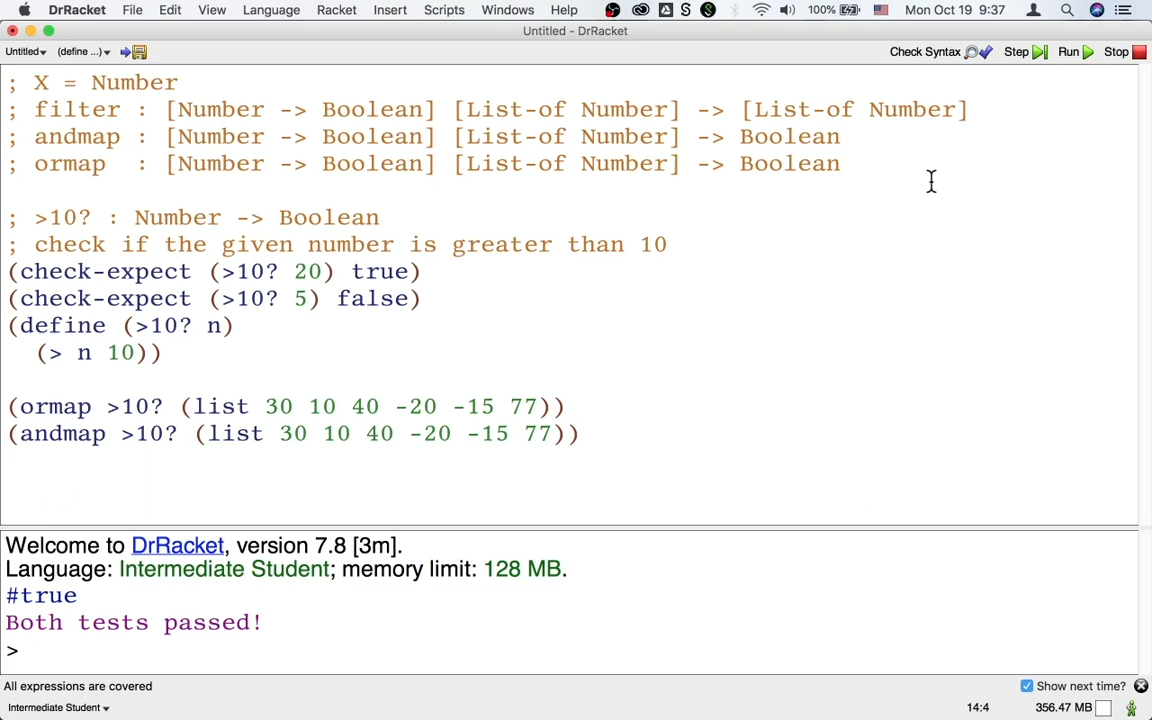 DrRacket File Edit View Language Racket Insert Scripts Windows Help S S 100% Mon Oct 19 9:37
Untitled - DrRacket
Untitled (define ...) Check Syntax Step Run Stop
; X = Number
; filter : [Number -> Boolean] [List-of Number] -> [List-of Number]
; andmap : [Number -> Boolean] [List-of Number] -> Boolean
; ormap  : [Number -> Boolean] [List-of Number] -> Boolean
; >10? : Number -> Boolean
; check if the given number is greater than 10
(check-expect (>10? 20) true)
(check-expect (>10? 5) false)
(define (>10? n)
  (> n 10))
(ormap >10? (list 30 10 40 -20 -15 77))
(andmap >10? (list 30 10 40 -20 -15 77))
Welcome to DrRacket, version 7.8 [3m].
Language: Intermediate Student; memory limit: 128 MB.
#true
Both tests passed!
>
All expressions are covered Show next time?
Intermediate Student 14:4 356.47 MB